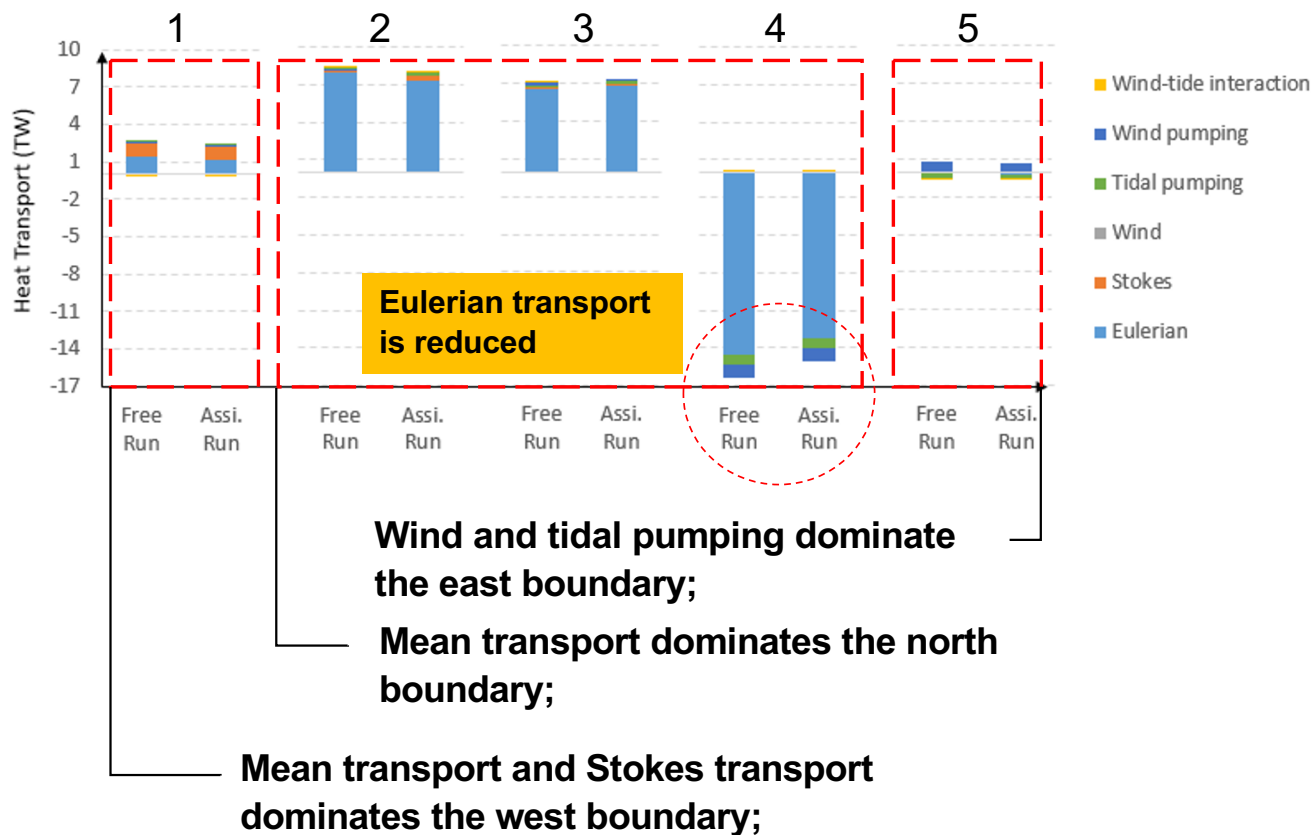 1 2 3 4 5
Heat Transport (TW)
10
7
4
1
-2
-5
-8
-11
-14
-17
Wind-tide interaction
Wind pumping
Tidal pumping
Wind
Stokes
Eulerian
Eulerian transport
is reduced
Free Assi. Free Assi. Free Assi. Free Assi. Free Assi.
Run Run Run Run Run Run Run Run Run Run
Wind and tidal pumping dominate
the east boundary;
Mean transport dominates the north
boundary;
Mean transport and Stokes transport
dominates the west boundary;